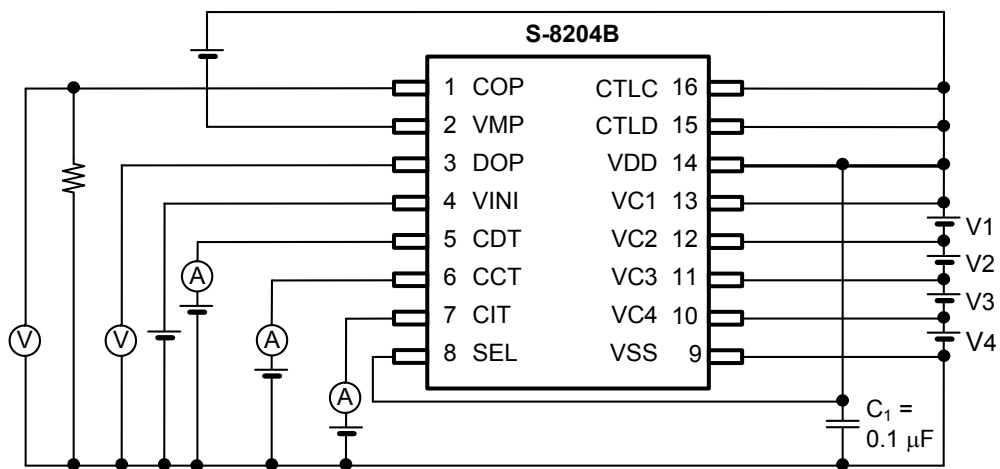 S-8204B
1 COP CTLC 16
2 VMP CTLD 15
3 DOP VDD 14
4 VINI VC1 13
5 CDT VC2 12
6 CCT VC3 11
7 CIT VC4 10
8 SEL VSS 9
V1
V2
V3
V4
A
A
A
V
V
C1 =
0.1 μF